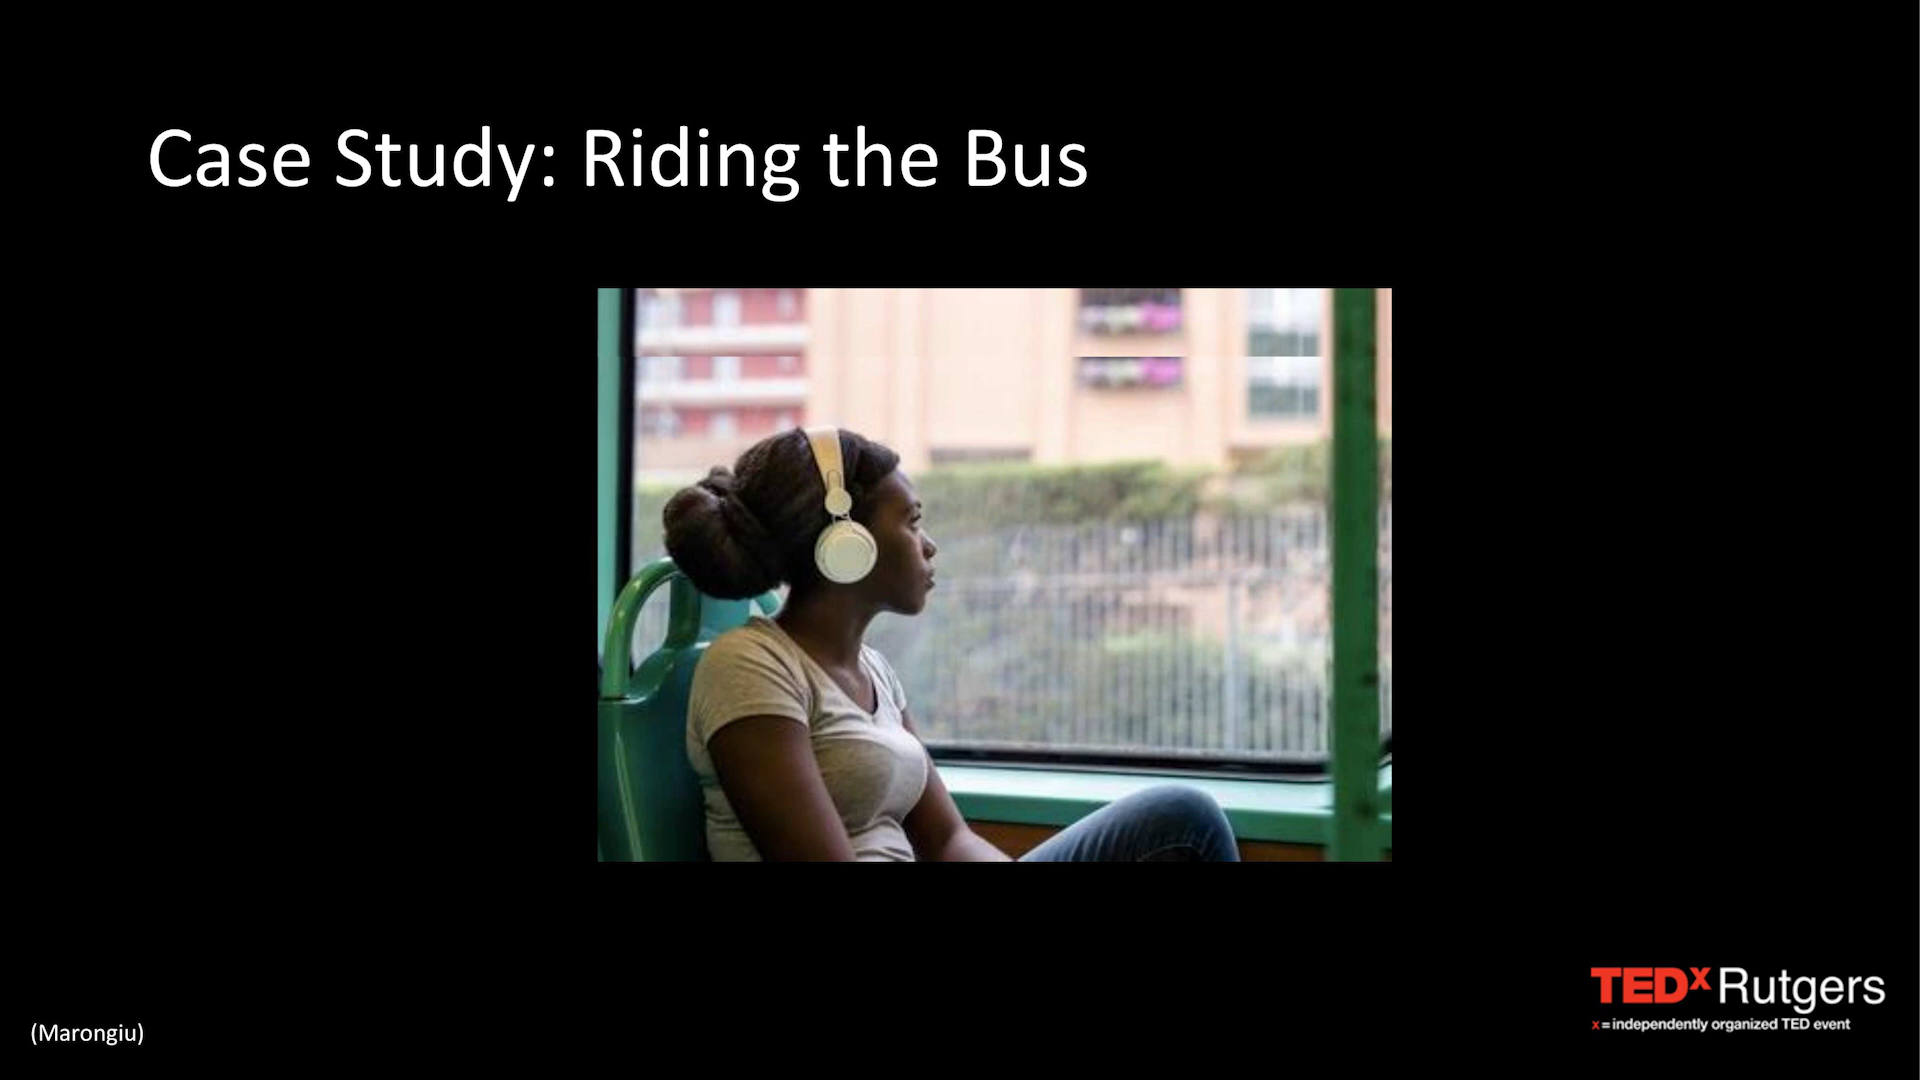 Case Study: Riding the Bus
TEDx Rutgers
x = independently organized TED event
(Marongiu)